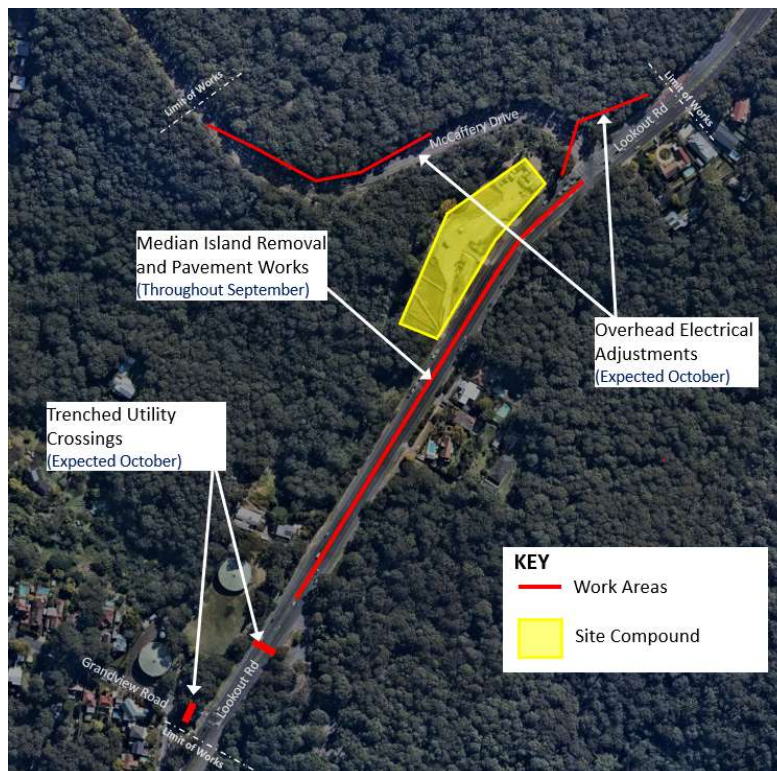 Limit of Works
McCaffery Drive
Lookout Rd
Limit of Works
Median Island Removal
and Pavement Works
(Throughout September)
Overhead Electrical
Adjustments
(Expected October)
Trenched Utility
Crossings
(Expected October)
KEY
Work Areas
Site Compound
Grandview Road
Lookout Rd
Limit of Works